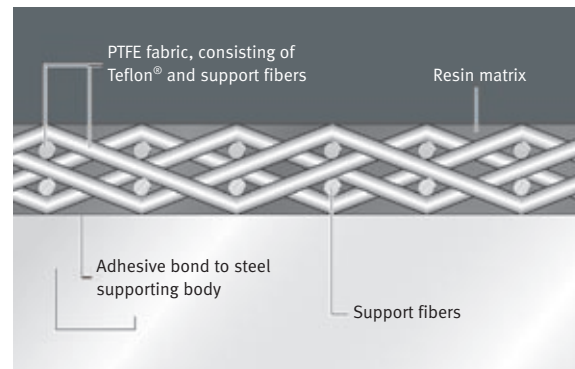 PTFE fabric, consisting of
Teflon® and support fibers
Resin matrix
Adhesive bond to steel
supporting body
Support fibers